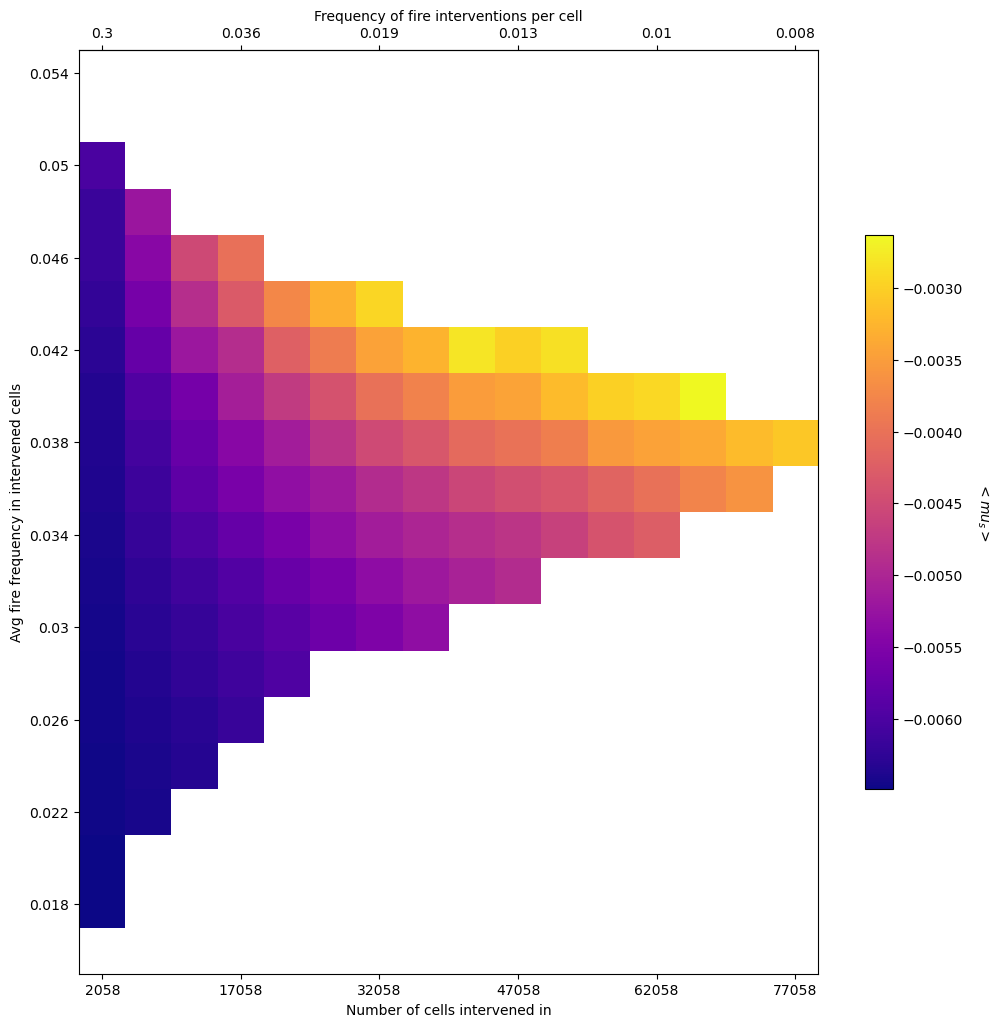 Frequency of fire interventions per cell
0.3 0.036 0.019 0.013 0.01 0.008
0.054
0.05
0.046
0.042
0.038
0.034
0.03
0.026
0.022
0.018
Avg fire frequency in intervened cells
2058 17058 32058 47058 62058 77058
Number of cells intervened in
−0.0030
−0.0035
−0.0040
−0.0045
−0.0050
−0.0055
−0.0060
< mu_s >